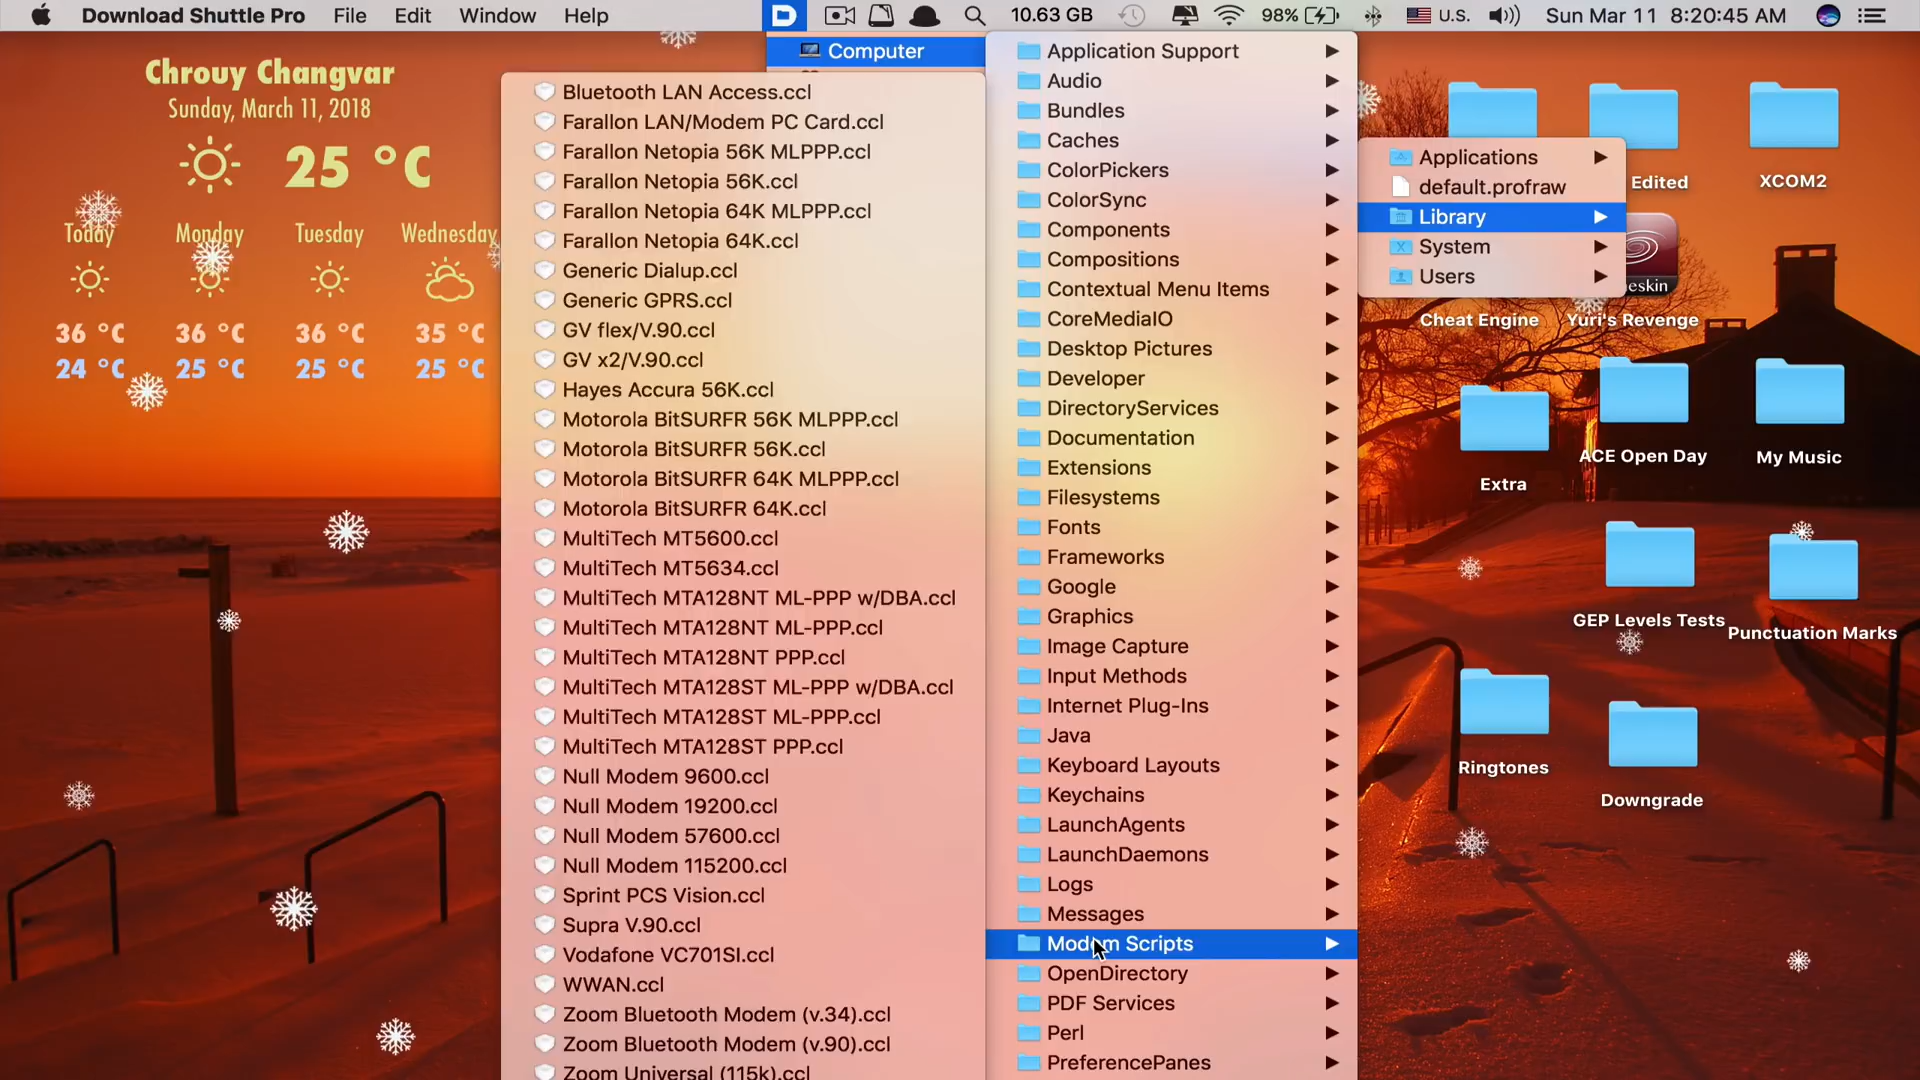 Download Shuttle Pro File Edit Window Help
10.63 GB 98% U.S. Sun Mar 11 8:20:45 AM
Chrouy Changvar
Sunday, March 11, 2018
25 °C
Today Monday Tuesday Wednesday
36 °C 36 °C 36 °C 35 °C
24 °C 25 °C 25 °C 25 °C
Computer
Bluetooth LAN Access.ccl
Farallon LAN/Modem PC Card.ccl
Farallon Netopia 56K MLPPP.ccl
Farallon Netopia 56K.ccl
Farallon Netopia 64K MLPPP.ccl
Farallon Netopia 64K.ccl
Generic Dialup.ccl
Generic GPRS.ccl
GV flex/V.90.ccl
GV x2/V.90.ccl
Hayes Accura 56K.ccl
Motorola BitSURFR 56K MLPPP.ccl
Motorola BitSURFR 56K.ccl
Motorola BitSURFR 64K MLPPP.ccl
Motorola BitSURFR 64K.ccl
MultiTech MT5600.ccl
MultiTech MT5634.ccl
MultiTech MTA128NT ML-PPP w/DBA.ccl
MultiTech MTA128NT ML-PPP.ccl
MultiTech MTA128NT PPP.ccl
MultiTech MTA128ST ML-PPP w/DBA.ccl
MultiTech MTA128ST ML-PPP.ccl
MultiTech MTA128ST PPP.ccl
Null Modem 9600.ccl
Null Modem 19200.ccl
Null Modem 57600.ccl
Null Modem 115200.ccl
Sprint PCS Vision.ccl
Supra V.90.ccl
Vodafone VC701SI.ccl
WWAN.ccl
Zoom Bluetooth Modem (v.34).ccl
Zoom Bluetooth Modem (v.90).ccl
Zoom Universal (115k).ccl
Application Support
Audio
Bundles
Caches
ColorPickers
ColorSync
Components
Compositions
Contextual Menu Items
CoreMediaIO
Desktop Pictures
Developer
DirectoryServices
Documentation
Extensions
Filesystems
Fonts
Frameworks
Google
Graphics
Image Capture
Input Methods
Internet Plug-Ins
Java
Keyboard Layouts
Keychains
LaunchAgents
LaunchDaemons
Logs
Messages
Modem Scripts
OpenDirectory
PDF Services
Perl
PreferencePanes
Applications
default.profraw
Library
System
Users
Edited
XCOM2
eskin
Cheat Engine
Yuri's Revenge
Extra
ACE Open Day
My Music
GEP Levels Tests
Punctuation Marks
Ringtones
Downgrade